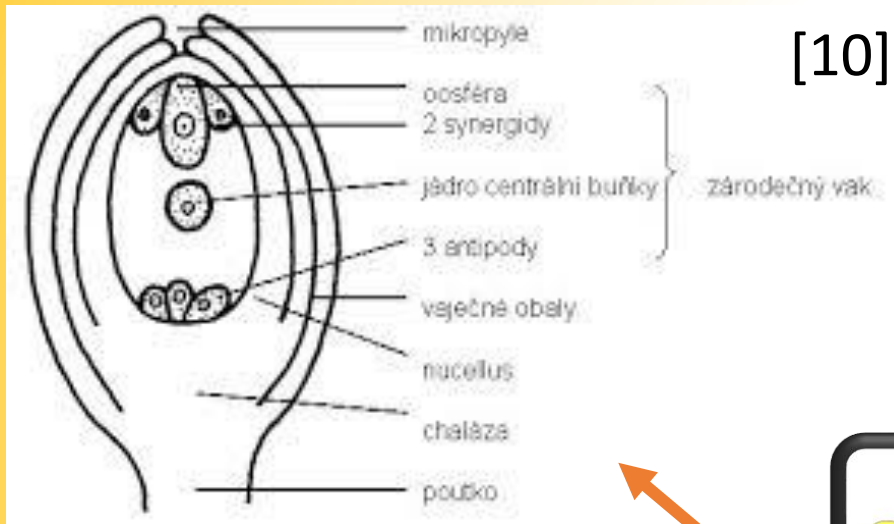 mikropyle
[10]
oosféra
2 synergidy
jádro centrální buňky
zárodečný vak
3 antipody
vaječné obaly
nucellus
chaláza
poutko